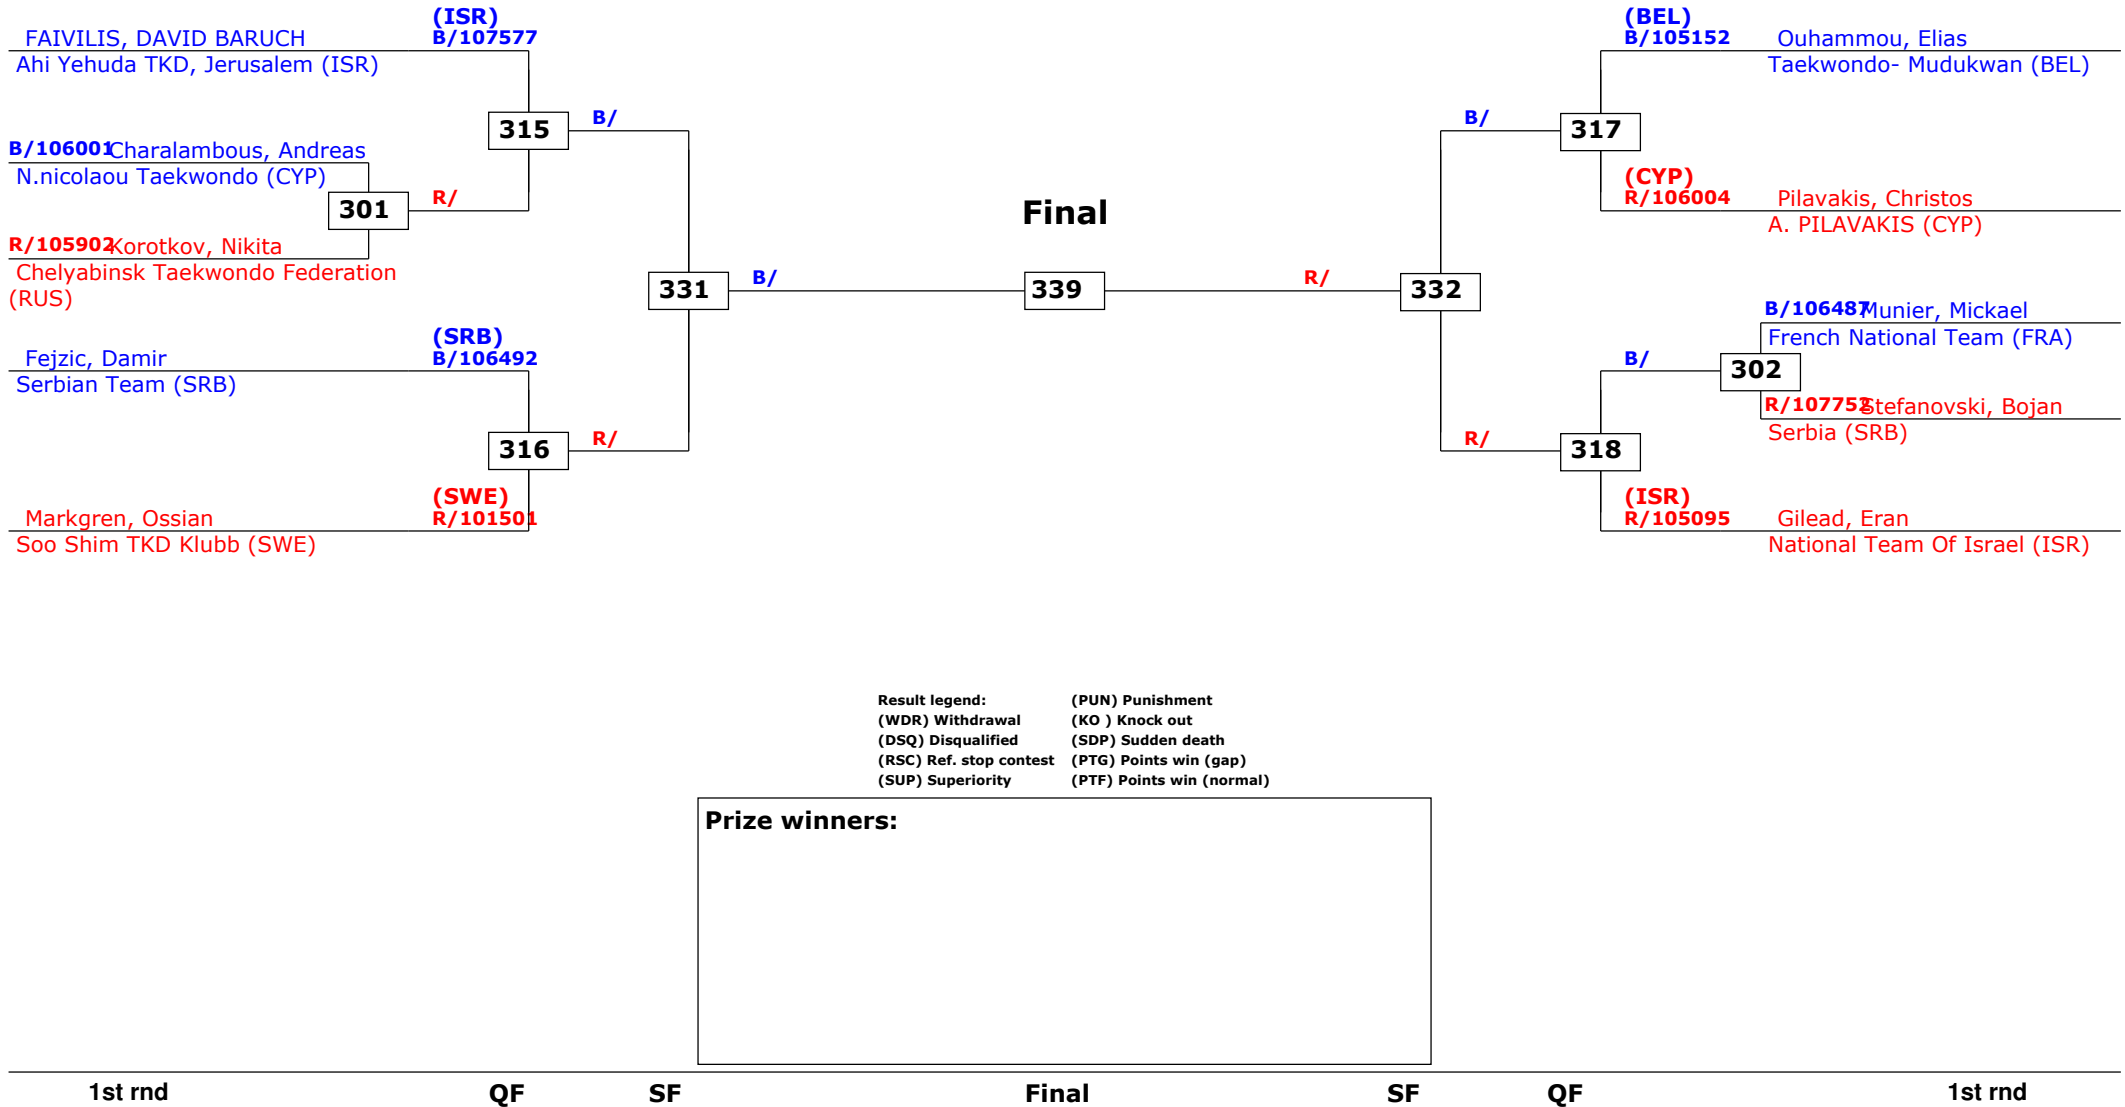 (ISR)
FAIVILIS, DAVID BARUCH B/107577
Ahi Yehuda TKD, Jerusalem (ISR)
315 B/
B/106001 Charalambous, Andreas
N.nicolaou Taekwondo (CYP)
301 R/
R/105902 Korotkov, Nikita
Chelyabinsk Taekwondo Federation
(RUS)
331 B/
(SRB)
Fejzic, Damir B/106492
Serbian Team (SRB)
316 R/
(SWE)
Markgren, Ossian R/101501
Soo Shim TKD Klubb (SWE)
Final
339
(BEL)
B/105152 Ouhammou, Elias
Taekwondo- Mudukwan (BEL)
B/ 317
(CYP)
R/106004 Pilavakis, Christos
A. PILAVAKIS (CYP)
R/ 332
B/106487 Munier, Mickael
French National Team (FRA)
B/ 302
R/107752 Stefanovski, Bojan
Serbia (SRB)
R/ 318
(ISR)
R/105095 Gilead, Eran
National Team Of Israel (ISR)
Result legend: (PUN) Punishment
(WDR) Withdrawal (KO ) Knock out
(DSQ) Disqualified (SDP) Sudden death
(RSC) Ref. stop contest (PTG) Points win (gap)
(SUP) Superiority (PTF) Points win (normal)
Prize winners:
1st rnd QF SF Final SF QF 1st rnd